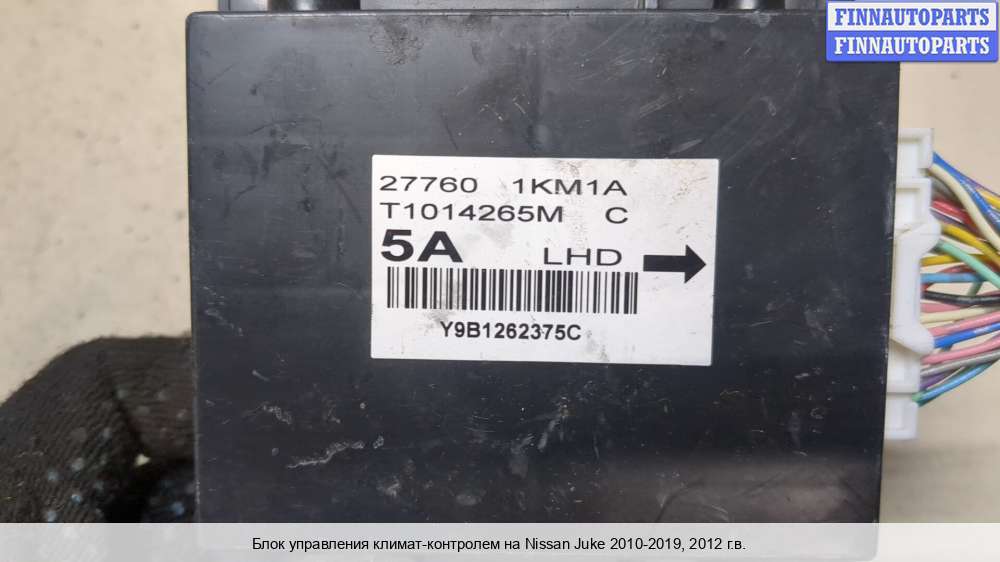 FINNAUTOPARTS
FINNAUTOPARTS
27760 1KM1A
T1014265M C
5A LHD
Y9B1262375C
Блок управления климат-контролем на Nissan Juke 2010-2019, 2012 г.в.